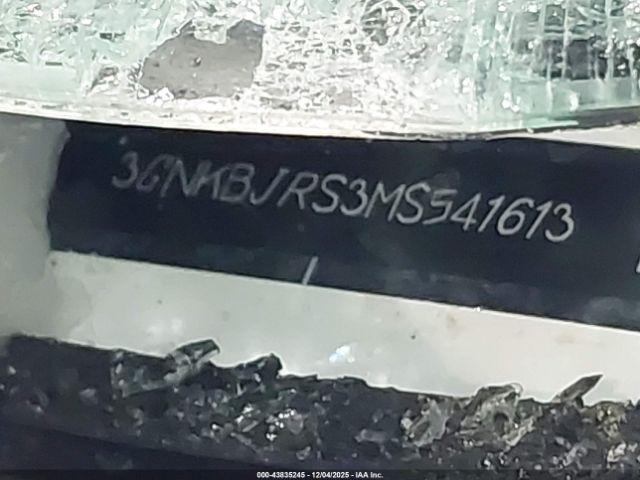 3GNKBJRS3MS541613
000-43835245 - 12/04/2025 - IAA Inc.